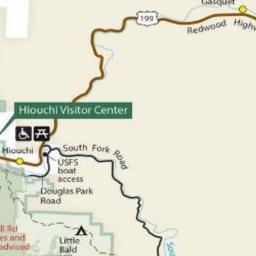 Gasquet
199
Redwood Highw
Hiouchi Visitor Center
South Fork Road
Hiouchi
USFS
boat
access
Douglas Park
Road
ll Rd
es and
advised
Little
Bald
Sou